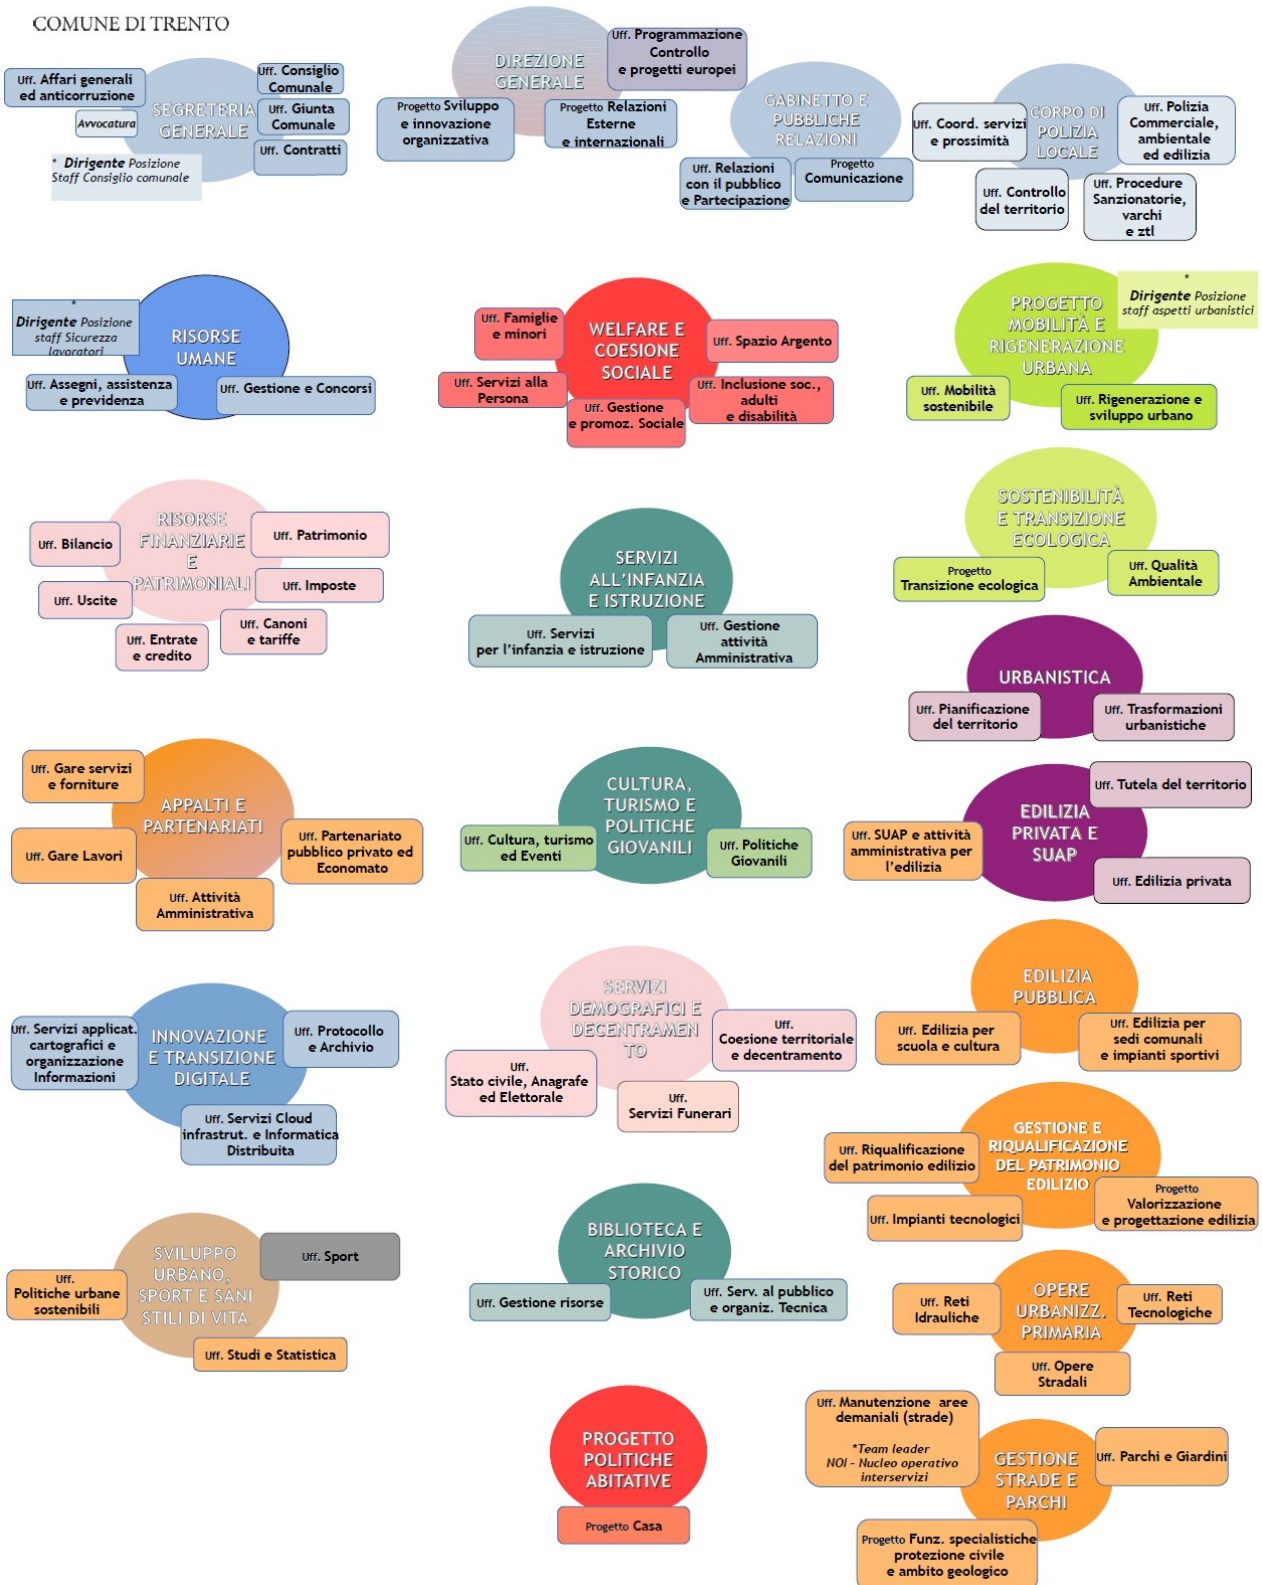 COMUNE DI TRENTO
SEGRETERIA
GENERALE
Uff. Affari generali
ed anticorruzione
Avvocatura
* Dirigente Posizione
Staff Consiglio comunale
Uff. Consiglio
Comunale
Uff. Giunta
Comunale
Uff. Contratti
DIREZIONE
GENERALE
Uff. Programmazione
Controllo
e progetti europei
Progetto Sviluppo
e innovazione
organizzativa
Progetto Relazioni
Esterne
e internazionali
GABINETTO E
PUBBLICHE
RELAZIONI
Uff. Relazioni
con il pubblico
e Partecipazione
Progetto
Comunicazione
CORPO DI
POLIZIA
LOCALE
Uff. Coord. servizi
e prossimità
Uff. Polizia
Commerciale,
ambientale
ed edilizia
Uff. Controllo
del territorio
Uff. Procedure
Sanzionatorie,
varchi
e ztl
RISORSE
UMANE
*
Dirigente Posizione
staff Sicurezza
lavoratori
Uff. Assegni, assistenza
e previdenza
Uff. Gestione e Concorsi
WELFARE E
COESIONE
SOCIALE
Uff. Famiglie
e minori
Uff. Spazio Argento
Uff. Servizi alla
Persona
Uff. Gestione
e promoz. Sociale
Uff. Inclusione soc.,
adulti
e disabilità
PROGETTO
MOBILITÀ E
RIGENERAZIONE
URBANA
*
Dirigente Posizione
staff aspetti urbanistici
Uff. Mobilità
sostenibile
Uff. Rigenerazione e
sviluppo urbano
RISORSE
FINANZIARIE
E
PATRIMONIALI
Uff. Bilancio
Uff. Patrimonio
Uff. Uscite
Uff. Imposte
Uff. Entrate
e credito
Uff. Canoni
e tariffe
SERVIZI
ALL'INFANZIA
E ISTRUZIONE
Uff. Servizi
per l'infanzia e istruzione
Uff. Gestione
attività
Amministrativa
SOSTENIBILITÀ
E TRANSIZIONE
ECOLOGICA
Progetto
Transizione ecologica
Uff. Qualità
Ambientale
URBANISTICA
Uff. Pianificazione
del territorio
Uff. Trasformazioni
urbanistiche
APPALTI E
PARTENARIATI
Uff. Gare servizi
e forniture
Uff. Gare Lavori
Uff. Partenariato
pubblico privato ed
Economato
Uff. Attività
Amministrativa
CULTURA,
TURISMO E
POLITICHE
GIOVANILI
Uff. Cultura, turismo
ed Eventi
Uff. Politiche
Giovanili
EDILIZIA
PRIVATA E
SUAP
Uff. Tutela del territorio
Uff. SUAP e attività
amministrativa per
l'edilizia
Uff. Edilizia privata
INNOVAZIONE
E TRANSIZIONE
DIGITALE
Uff. Servizi applicat.
cartografici e
organizzazione
Informazioni
Uff. Protocollo
e Archivio
Uff. Servizi Cloud
infrastrut. e Informatica
Distribuita
SERVIZI
DEMOGRAFICI E
DECENTRAMEN
TO
Uff.
Coesione territoriale
e decentramento
Uff.
Stato civile, Anagrafe
ed Elettorale
Uff.
Servizi Funerari
EDILIZIA
PUBBLICA
Uff. Edilizia per
scuola e cultura
Uff. Edilizia per
sedi comunali
e impianti sportivi
GESTIONE E
RIQUALIFICAZIONE
DEL PATRIMONIO
EDILIZIO
Uff. Riqualificazione
del patrimonio edilizio
Uff. Impianti tecnologici
Progetto
Valorizzazione
e progettazione edilizia
SVILUPPO
URBANO,
SPORT E SANI
STILI DI VITA
Uff. Sport
Uff.
Politiche urbane
sostenibili
Uff. Studi e Statistica
BIBLIOTECA E
ARCHIVIO
STORICO
Uff. Gestione risorse
Uff. Serv. al pubblico
e organiz. Tecnica
OPERE
URBANIZZ.
PRIMARIA
Uff. Reti
Idrauliche
Uff. Reti
Tecnologiche
Uff. Opere
Stradali
PROGETTO
POLITICHE
ABITATIVE
Progetto Casa
GESTIONE
STRADE E
PARCHI
Uff. Manutenzione aree
demaniali (strade)
*Team leader
NOI - Nucleo operativo
interservizi
Uff. Parchi e Giardini
Progetto Funz. specialistiche
protezione civile
e ambito geologico